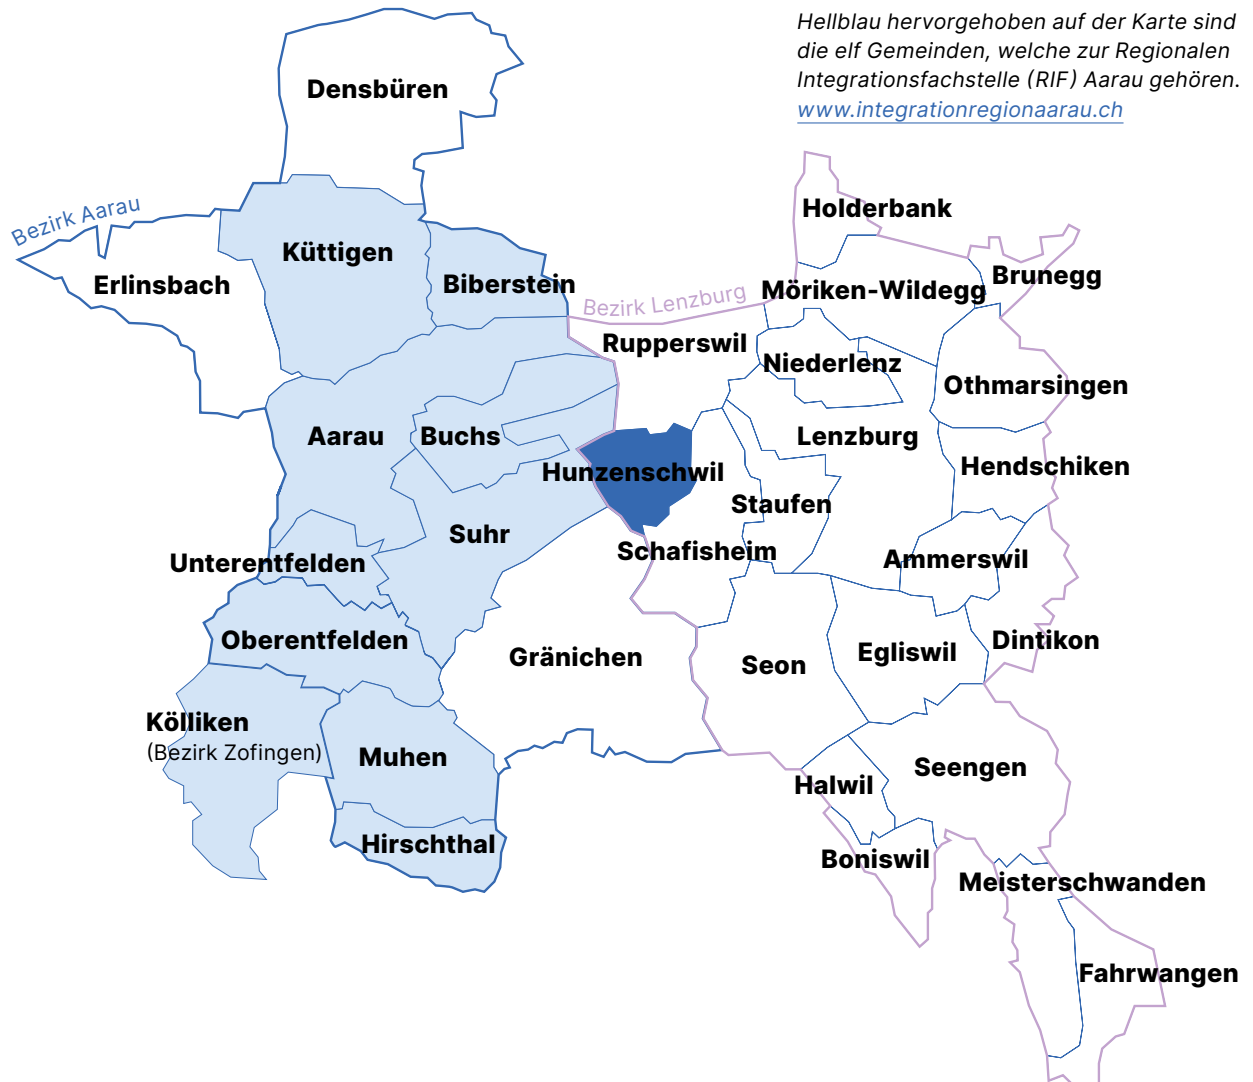 Hellblau hervorgehoben auf der Karte sind
die elf Gemeinden, welche zur Regionalen
Integrationsfachstelle (RIF) Aarau gehören.
www.integrationregionaarau.ch
Densbüren
Bezirk Aarau
Küttigen
Erlinsbach
Biberstein
Holderbank
Brunegg
Möriken-Wildegg
Bezirk Lenzburg
Rupperswil
Niederlenz
Othmarsingen
Aarau
Buchs
Lenzburg
Hunzenschwil
Hendschiken
Staufen
Suhr
Schafisheim
Ammerswil
Unterentfelden
Oberentfelden
Gränichen
Seon
Egliswil
Dintikon
Kölliken
(Bezirk Zofingen)
Muhen
Seengen
Halwil
Hirschthal
Boniswil
Meisterschwanden
Fahrwangen